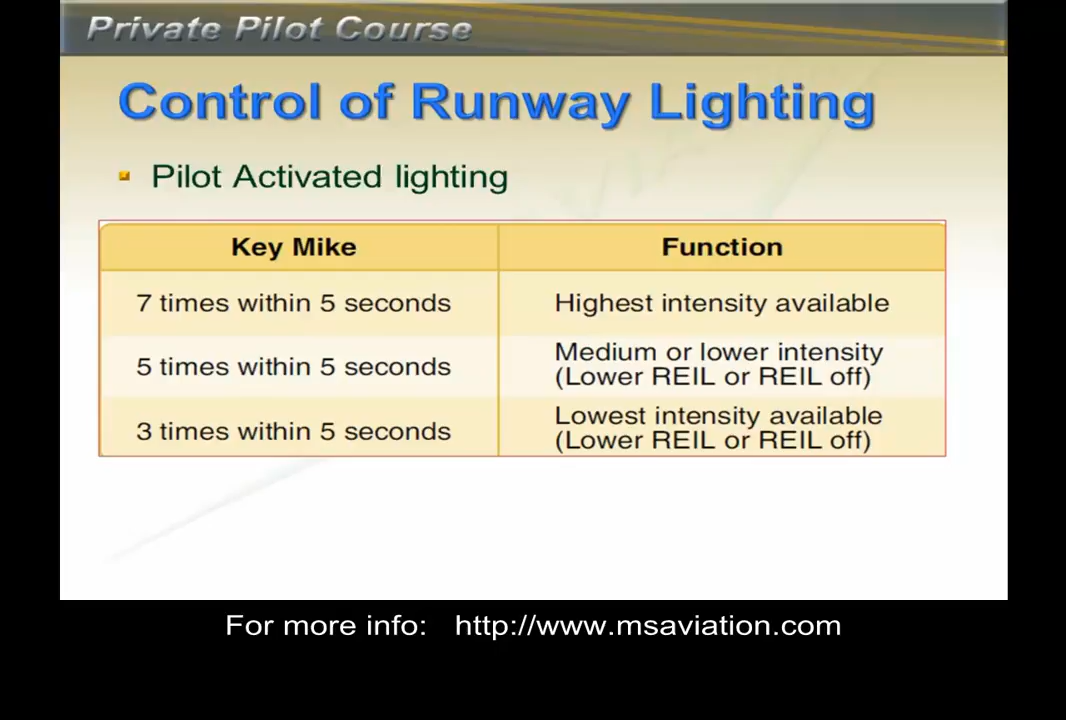 Private Pilot Course
Control of Runway Lighting
Pilot Activated lighting
Key Mike Function
7 times within 5 seconds Highest intensity available
5 times within 5 seconds Medium or lower intensity
(Lower REIL or REIL off)
3 times within 5 seconds Lowest intensity available
(Lower REIL or REIL off)
For more info: http://www.msaviation.com